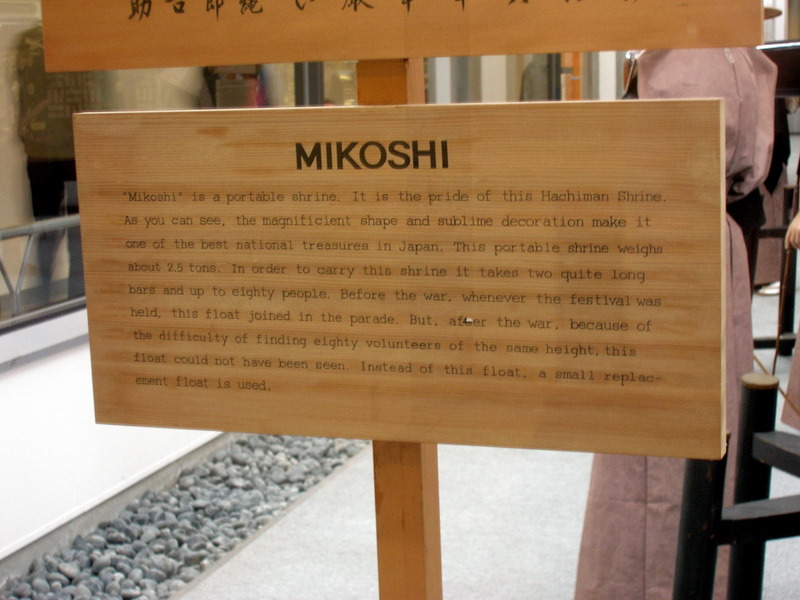 MIKOSHI
"Mikoshi" is a portable shrine. It is the pride of this Hachiman Shrine.
As you can see, the magnificient shape and sublime decoration make it
one of the best national treasures in Japan. This portable shrine weighs
about 2.5 tons. In order to carry this shrine it takes two quite long
bars and up to eighty people. Before the war, whenever the festival was
held, this float joined in the parade. But, after the war, because of
the difficulty of finding eighty volunteers of the same height, this
float could not have been seen. Instead of this float, a small replac-
ement float is used.